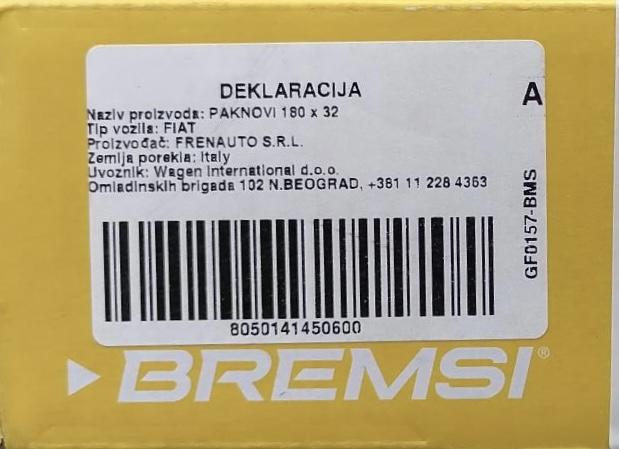 DEKLARACIJA
A
Naziv proizvoda: PAKNOVI 180 x 32
Tip vozila: FIAT
Proizvođač: FRENAUTO S.R.L.
Zemlja porekla: Italy
Uvoznik: Wagen International d.o.o.
Omladinskih brigada 102 N.BEOGRAD, +381 11 228 4363
GF0157-BMS
8050141450600
BREMSI®